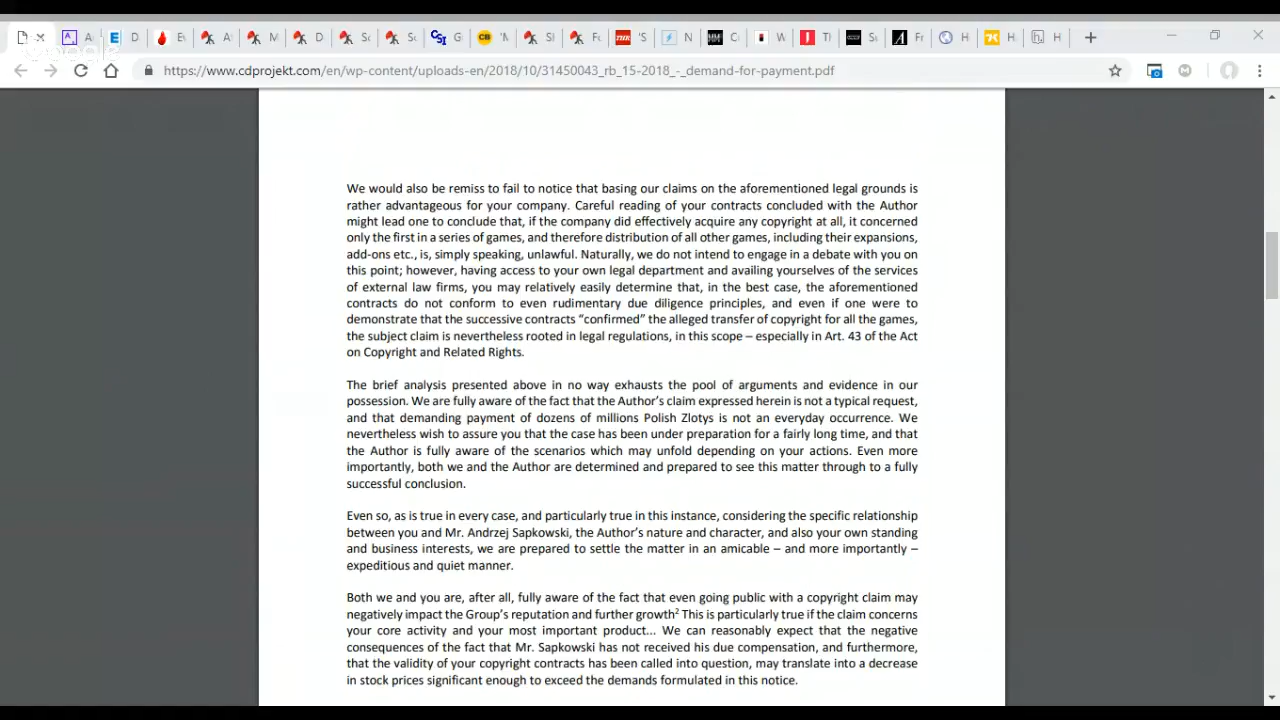 A
A
E
D
E
A
M
D
Sc
Sc
CSI
G
CB
'M
Sl
Fo
THR
'S
N
HM
C
W
J
Tl
Sa
A
Fr
H
H
H
https://www.cdprojekt.com/en/wp-content/uploads-en/2018/10/31450043_rb_15-2018_-_demand-for-payment.pdf
We would also be remiss to fail to notice that basing our claims on the aforementioned legal grounds is
rather advantageous for your company. Careful reading of your contracts concluded with the Author
might lead one to conclude that, if the company did effectively acquire any copyright at all, it concerned
only the first in a series of games, and therefore distribution of all other games, including their expansions,
add-ons etc., is, simply speaking, unlawful. Naturally, we do not intend to engage in a debate with you on
this point; however, having access to your own legal department and availing yourselves of the services
of external law firms, you may relatively easily determine that, in the best case, the aforementioned
contracts do not conform to even rudimentary due diligence principles, and even if one were to
demonstrate that the successive contracts “confirmed” the alleged transfer of copyright for all the games,
the subject claim is nevertheless rooted in legal regulations, in this scope – especially in Art. 43 of the Act
on Copyright and Related Rights.
The brief analysis presented above in no way exhausts the pool of arguments and evidence in our
possession. We are fully aware of the fact that the Author’s claim expressed herein is not a typical request,
and that demanding payment of dozens of millions Polish Zlotys is not an everyday occurrence. We
nevertheless wish to assure you that the case has been under preparation for a fairly long time, and that
the Author is fully aware of the scenarios which may unfold depending on your actions. Even more
importantly, both we and the Author are determined and prepared to see this matter through to a fully
successful conclusion.
Even so, as is true in every case, and particularly true in this instance, considering the specific relationship
between you and Mr. Andrzej Sapkowski, the Author’s nature and character, and also your own standing
and business interests, we are prepared to settle the matter in an amicable – and more importantly –
expeditious and quiet manner.
Both we and you are, after all, fully aware of the fact that even going public with a copyright claim may
negatively impact the Group’s reputation and further growth² This is particularly true if the claim concerns
your core activity and your most important product... We can reasonably expect that the negative
consequences of the fact that Mr. Sapkowski has not received his due compensation, and furthermore,
that the validity of your copyright contracts has been called into question, may translate into a decrease
in stock prices significant enough to exceed the demands formulated in this notice.